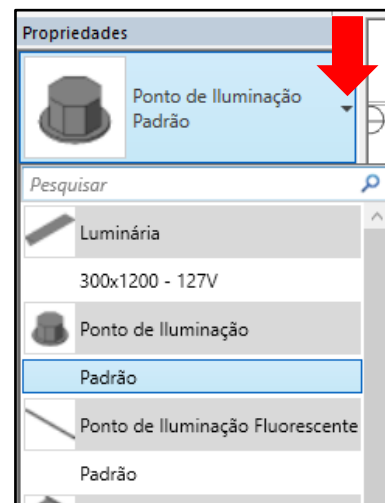 Propriedades
Ponto de Iluminação
Padrão
Pesquisar
Luminária
300x1200 - 127V
Ponto de Iluminação
Padrão
Ponto de Iluminação Fluorescente
Padrão